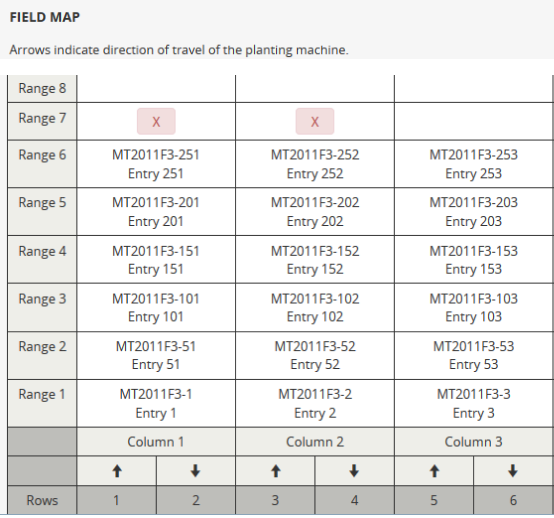 FIELD MAP
Arrows indicate direction of travel of the planting machine.
Range 8
Range 7 X X
Range 6 MT2011F3-251 MT2011F3-252 MT2011F3-253
Entry 251 Entry 252 Entry 253
Range 5 MT2011F3-201 MT2011F3-202 MT2011F3-203
Entry 201 Entry 202 Entry 203
Range 4 MT2011F3-151 MT2011F3-152 MT2011F3-153
Entry 151 Entry 152 Entry 153
Range 3 MT2011F3-101 MT2011F3-102 MT2011F3-103
Entry 101 Entry 102 Entry 103
Range 2 MT2011F3-51 MT2011F3-52 MT2011F3-53
Entry 51 Entry 52 Entry 53
Range 1 MT2011F3-1 MT2011F3-2 MT2011F3-3
Entry 1 Entry 2 Entry 3
Column 1 Column 2 Column 3
↑ ↓ ↑ ↓ ↑ ↓
Rows 1 2 3 4 5 6